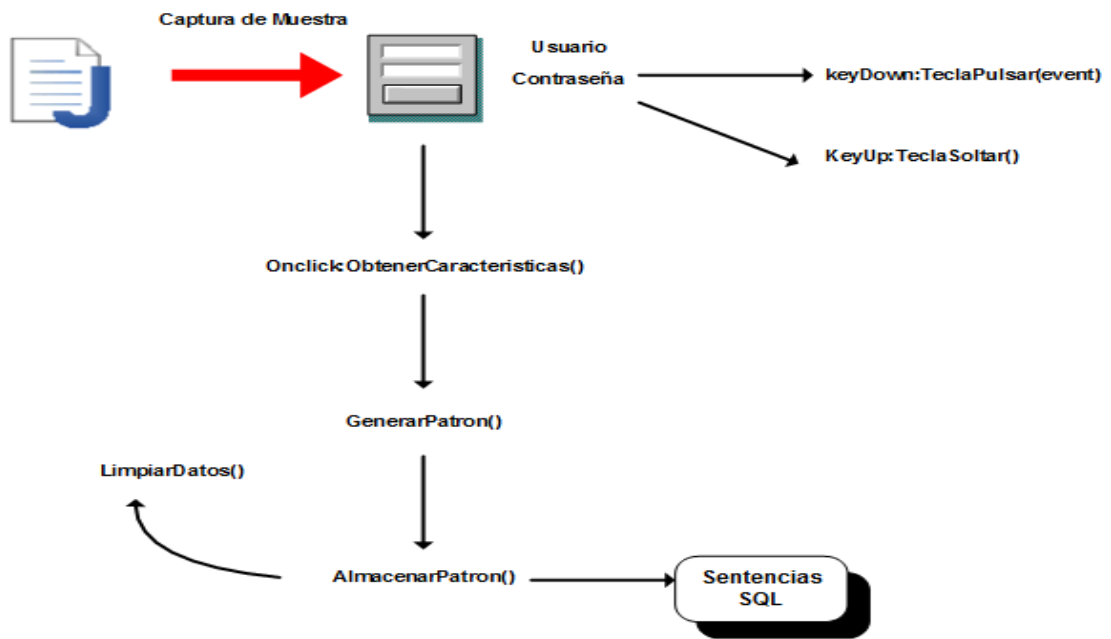 Captura de Muestra
Usuario
Contraseña
keyDown:TeclaPulsar(event)
KeyUp:TeclaSoltar()
Onclick:ObtenerCaracteristicas()
GenerarPatron()
LimpiarDatos()
AlmacenarPatron()
Sentencias
SQL